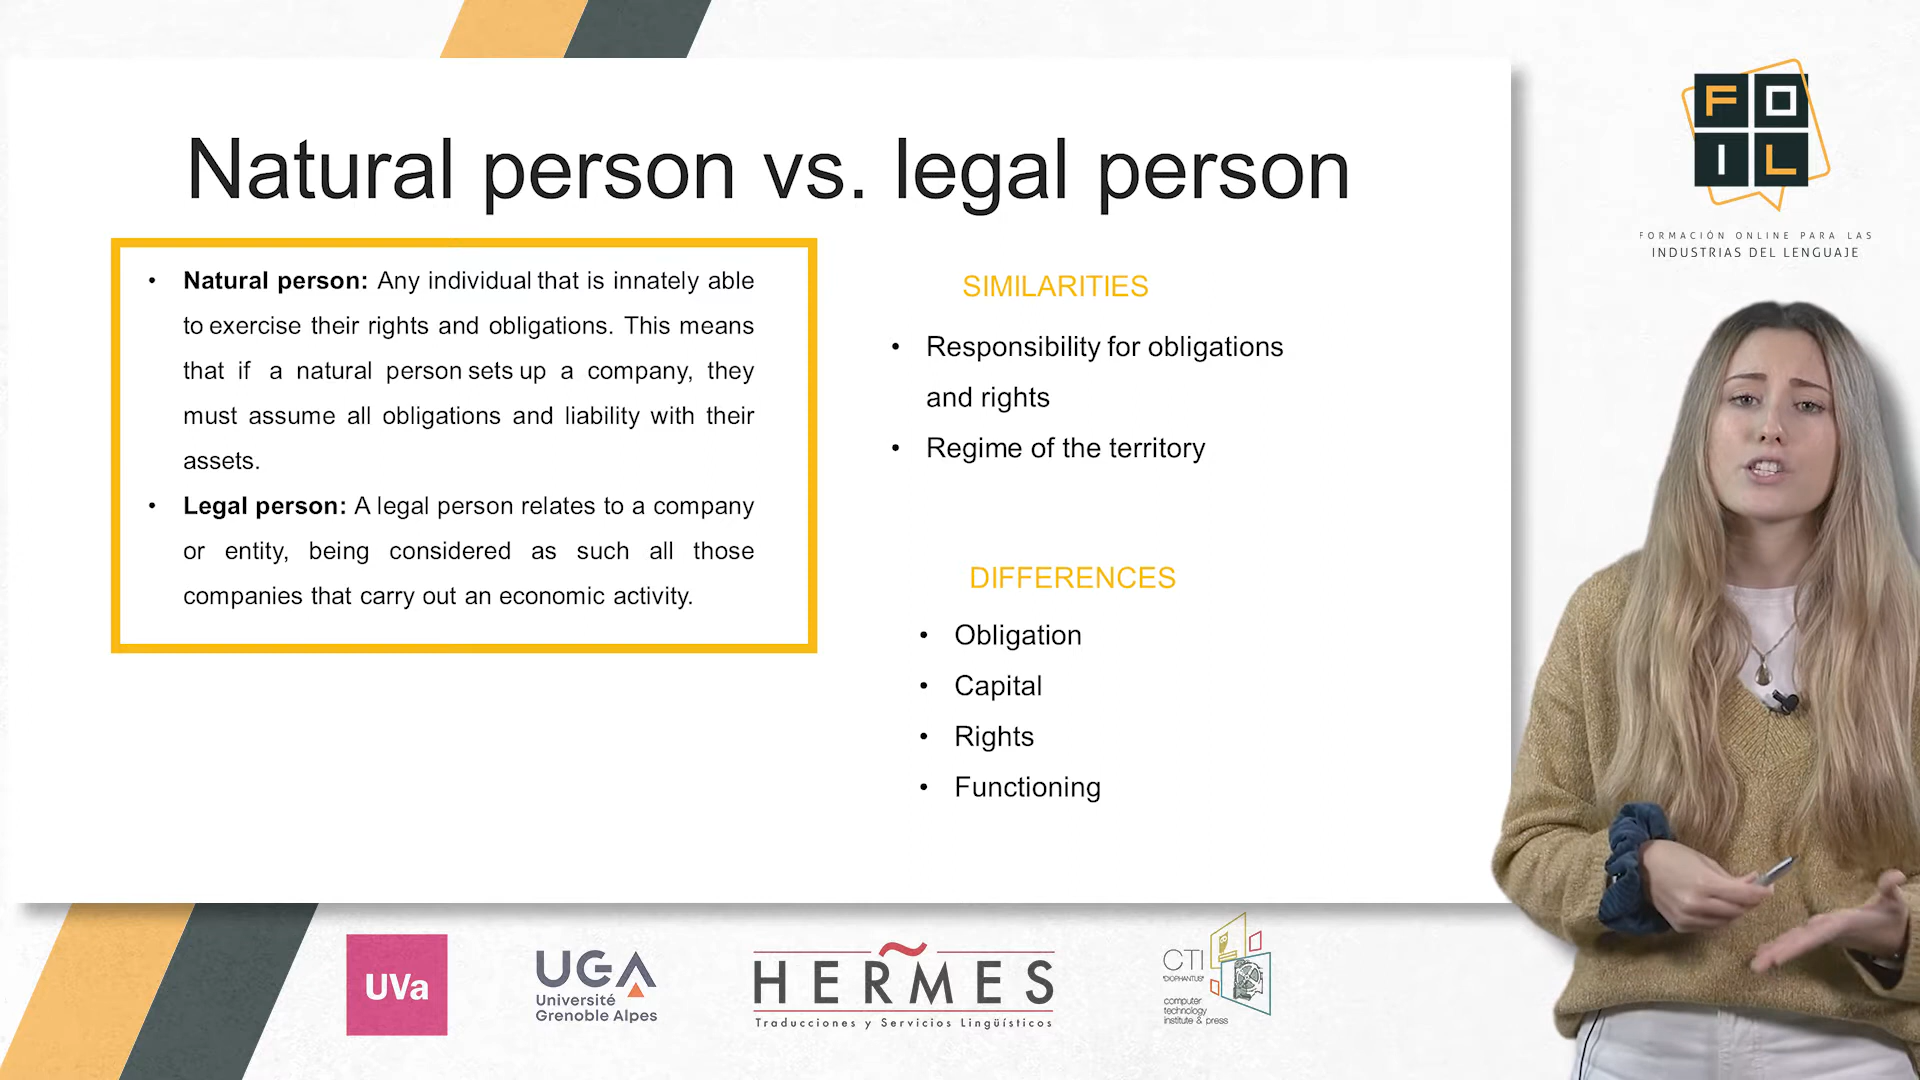 Natural person vs. legal person
• Natural person: Any individual that is innately able
to exercise their rights and obligations. This means
that if a natural person sets up a company, they
must assume all obligations and liability with their
assets.
• Legal person: A legal person relates to a company
or entity, being considered as such all those
companies that carry out an economic activity.
SIMILARITIES
• Responsibility for obligations
and rights
• Regime of the territory
DIFFERENCES
• Obligation
• Capital
• Rights
• Functioning
FO
IL
FORMACIÓN ONLINE PARA LAS
INDUSTRIAS DEL LENGUAJE
UVa
UGA
Université
Grenoble Alpes
HERMES
Traducciones y Servicios Lingüísticos
CTI
"DIOPHANTUS"
computer
technology
institute & press